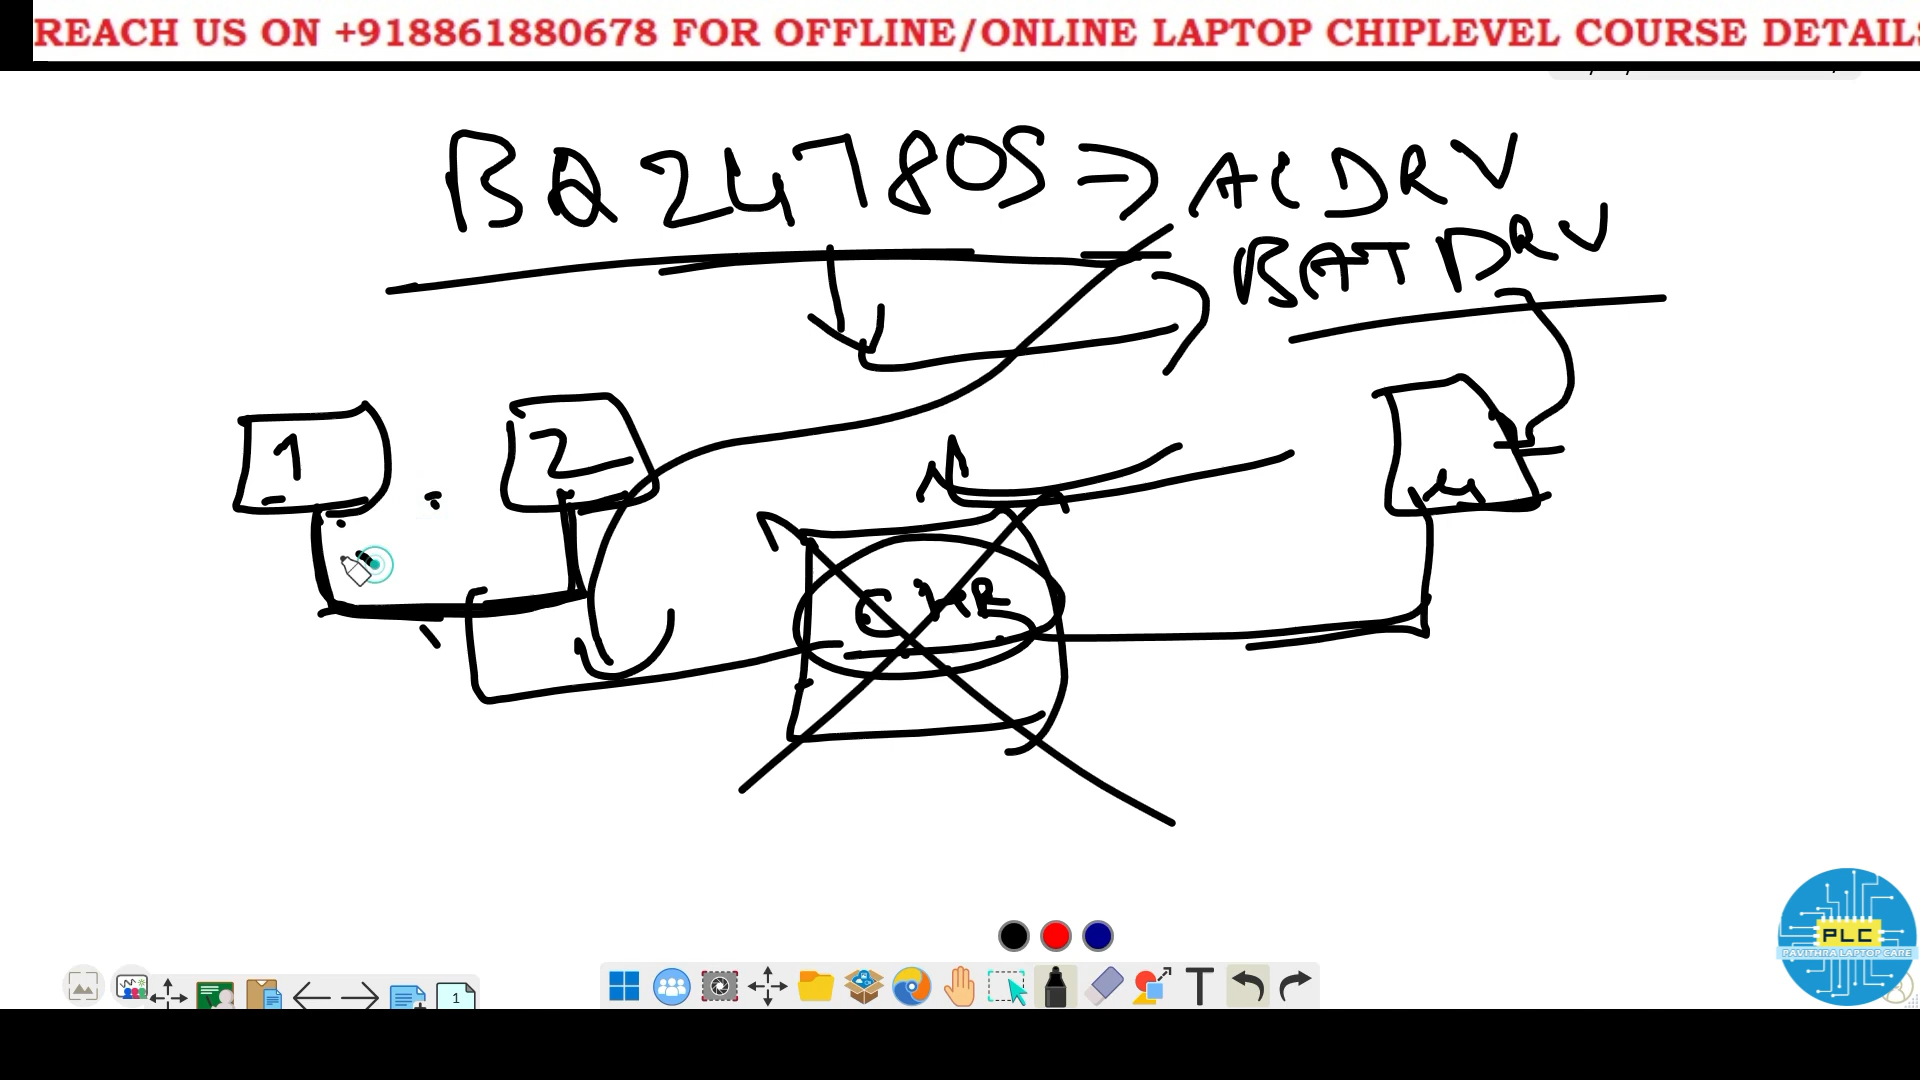 REACH US ON +918861880678 FOR OFFLINE/ONLINE LAPTOP CHIPLEVEL COURSE DETAILS
BQ24780S => ACDRV
BATDRV
1
2
CHR
1
PLC
PAVITHRA LAPTOP CARE